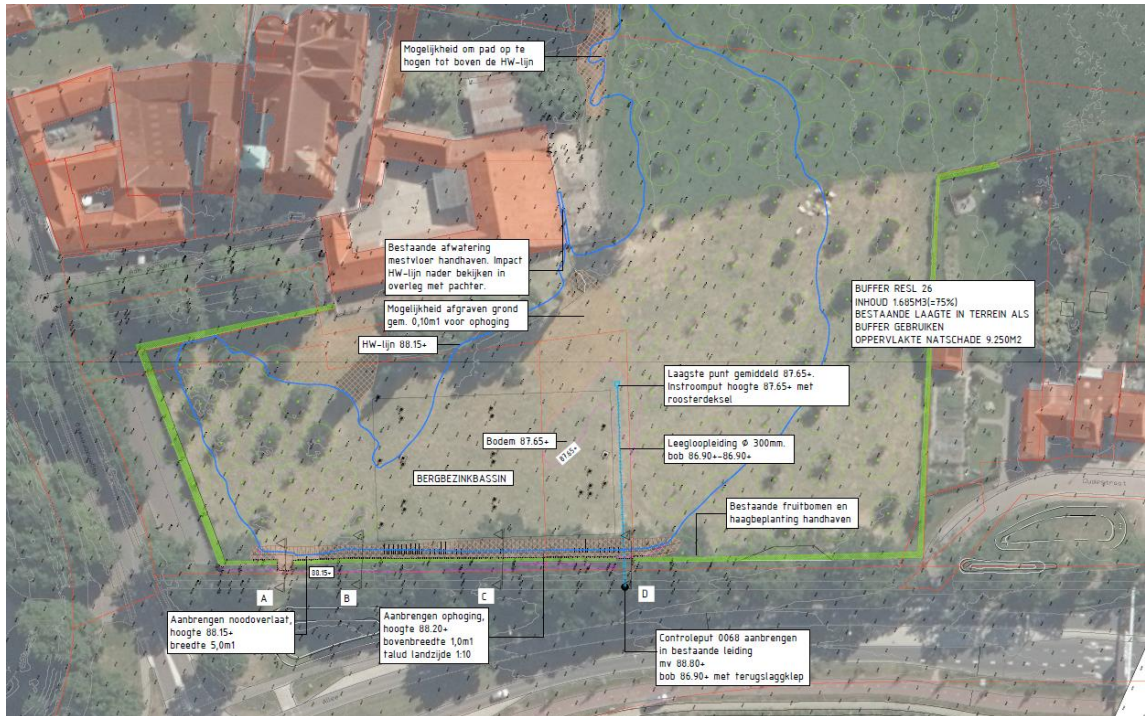 Mogelijkheid om pad op te
hogen tot boven de HW-lijn
Bestaande afwatering
mestvloer handhaven. Impact
HW-lijn nader bekijken in
overleg met pachter.
Mogelijkheid afgraven grond
gem. 0,10m1 voor ophoging
HW-lijn 88.15+
BUFFER RESL 26
INHOUD 1.685M3(=75%)
BESTAANDE LAAGTE IN TERREIN ALS
BUFFER GEBRUIKEN
OPPERVLAKTE NATSCHADE 9.250M2
Laagste punt gemiddeld 87.65+.
Instroomput hoogte 87.65+ met
roosterdeksel
Bodem 87.65+
87.65+
Leegloopleiding Φ 300mm.
bob 86.90+-86.90+
BERGBEZINKBASSIN
Bestaande fruitbomen en
haagbeplanting handhaven
88.15+
A
B
C
D
Aanbrengen noodoverlaat,
hoogte 88.15+
breedte 5,0m1
Aanbrengen ophoging,
hoogte 88.20+
bovenbreedte 1,0m1
talud landzijde 1:10
Controleput 0068 aanbrengen
in bestaande leiding
mv 88.80+
bob 86.90+ met terugslaggklep